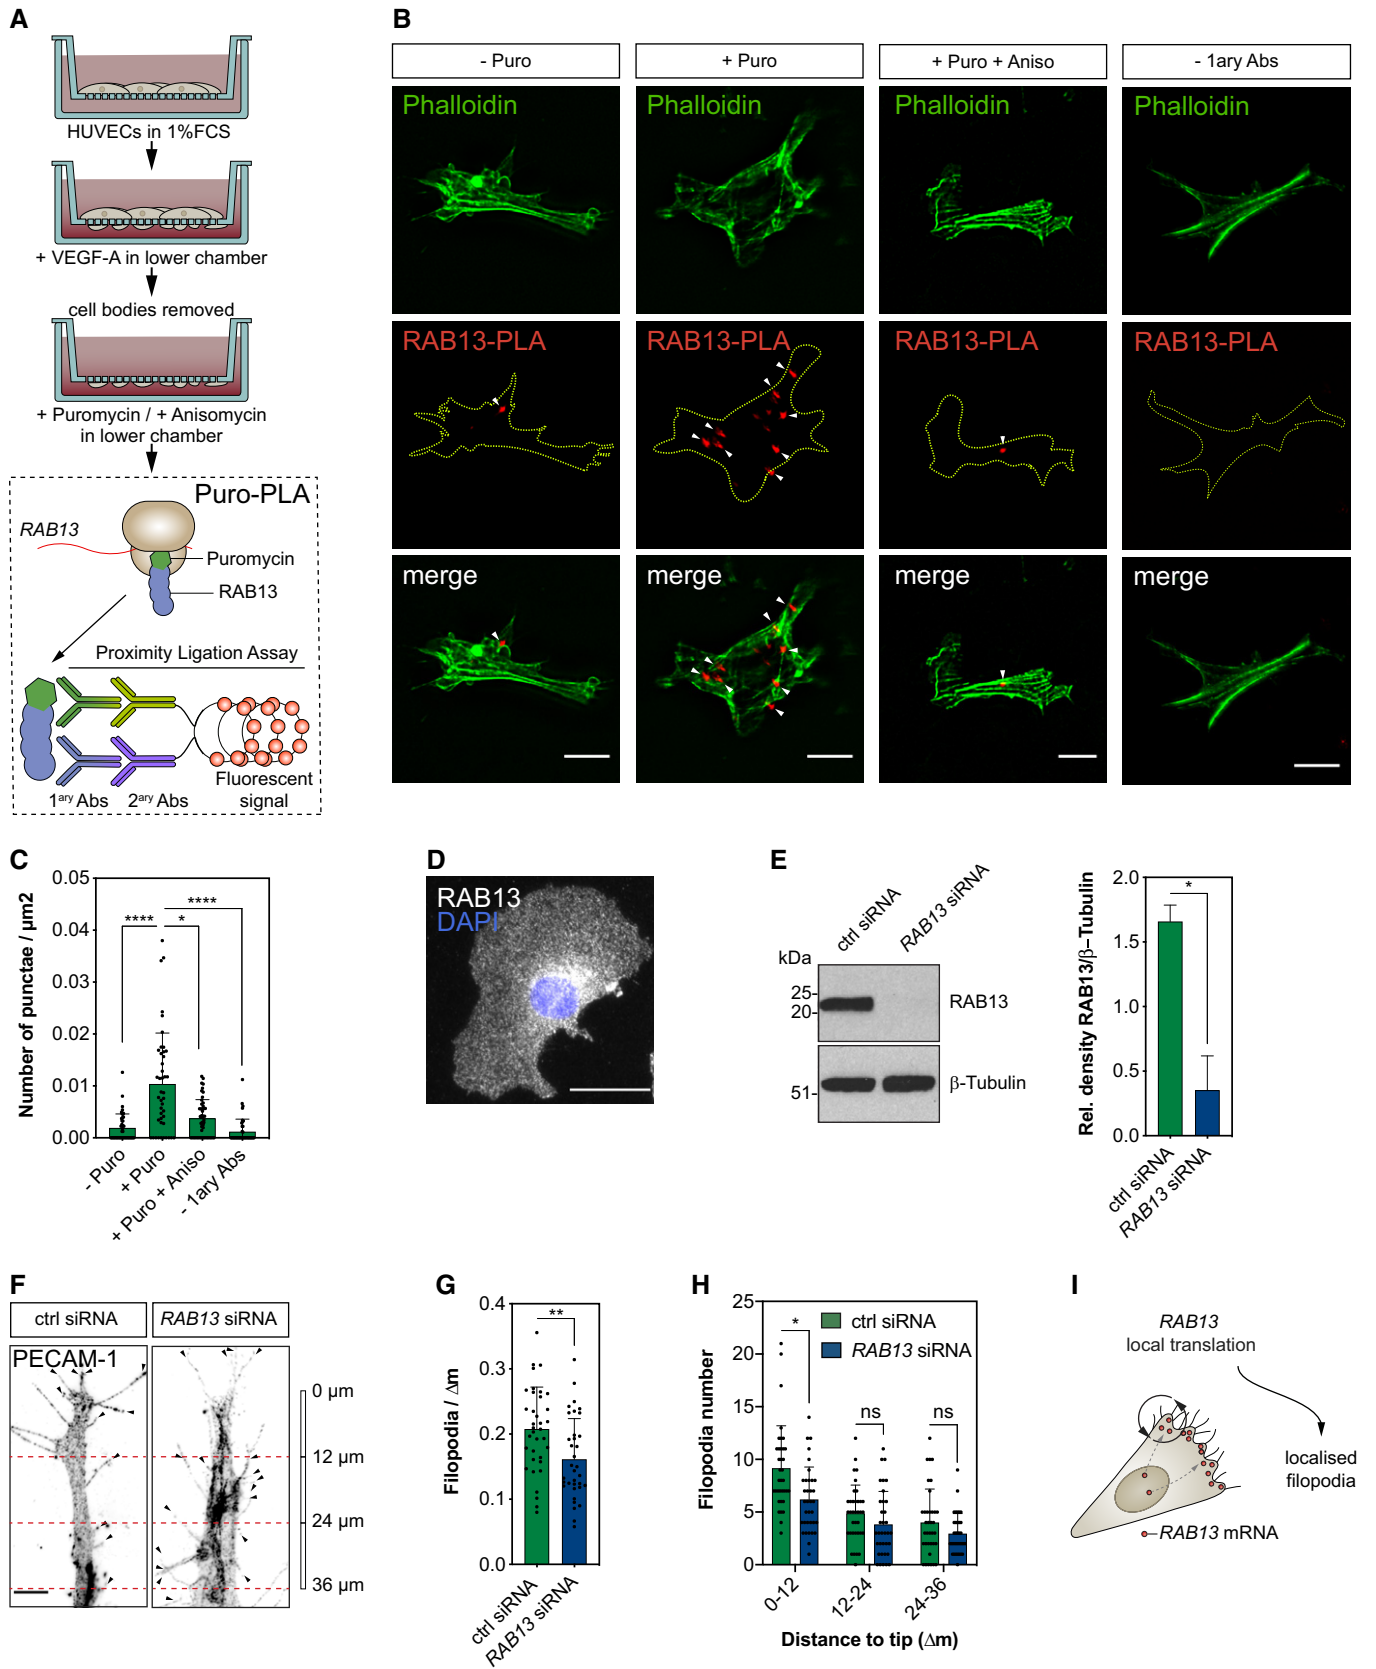 A
HUVECs in 1%FCS
+ VEGF-A in lower chamber
cell bodies removed
+ Puromycin / + Anisomycin
in lower chamber
Puro-PLA
RAB13
Puromycin
RAB13
Proximity Ligation Assay
Fluorescent
signal
1ary Abs
2ary Abs
B
- Puro
+ Puro
+ Puro + Aniso
- 1ary Abs
Phalloidin
Phalloidin
Phalloidin
Phalloidin
RAB13-PLA
RAB13-PLA
RAB13-PLA
RAB13-PLA
merge
merge
merge
merge
C
Number of punctae / µm2
0.05
0.04
0.03
0.02
0.01
0.00
****
****
*
- Puro
+ Puro
+ Puro + Aniso
- 1ary Abs
D
RAB13
DAPI
E
ctrl siRNA
RAB13 siRNA
kDa
25-
20-
RAB13
51-
β-Tubulin
Rel. density RAB13/β–Tubulin
2.0
1.5
1.0
0.5
0.0
*
ctrl siRNA
RAB13 siRNA
F
ctrl siRNA
RAB13 siRNA
PECAM-1
0 µm
12 µm
24 µm
36 µm
G
Filopodia / Δm
0.4
0.3
0.2
0.1
0.0
**
ctrl siRNA
RAB13 siRNA
H
Filopodia number
25
20
15
10
5
0
ctrl siRNA
RAB13 siRNA
*
ns
ns
0-12
12-24
24-36
Distance to tip (Δm)
I
RAB13
local translation
localised
filopodia
RAB13 mRNA